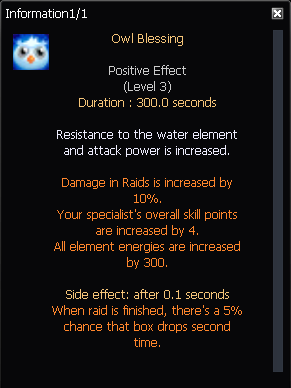 Information1/1
Owl Blessing
Positive Effect
(Level 3)
Duration : 300.0 seconds
Resistance to the water element
and attack power is increased.
Damage in Raids is increased by
10%.
Your specialist's overall skill points
are increased by 4.
All element energies are increased
by 300.
Side effect: after 0.1 seconds
When raid is finished, there's a 5%
chance that box drops second
time.